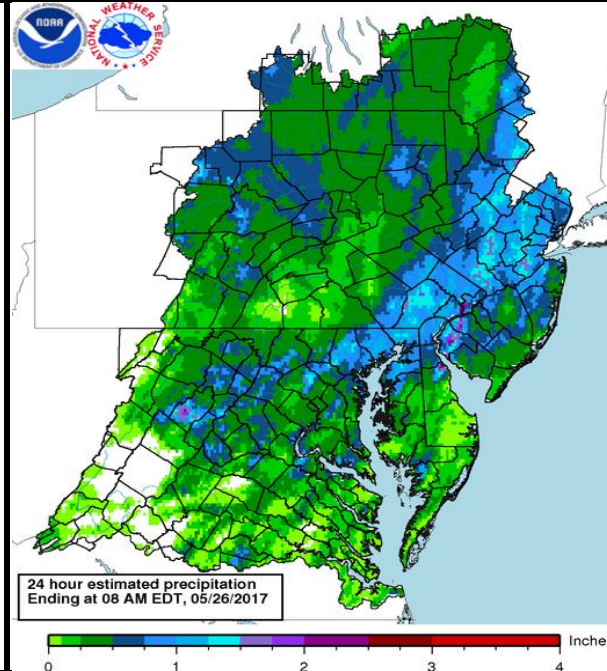 NOAA
NATIONAL WEATHER SERVICE
24 hour estimated precipitation
Ending at 08 AM EDT, 05/26/2017
Inche
0 1 2 3 4